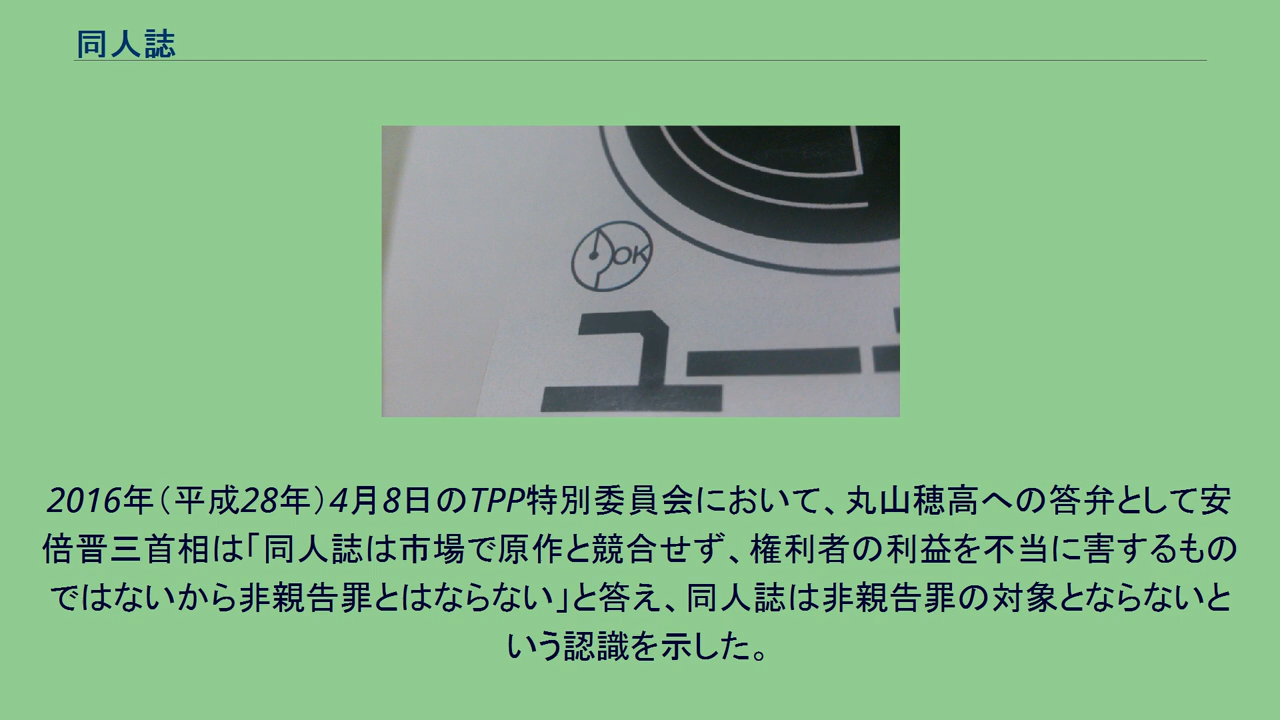 同人誌
OK
ユー
2016年（平成28年）4月8日のTPP特別委員会において、丸山穂高への答弁として安
倍晋三首相は「同人誌は市場で原作と競合せず、権利者の利益を不当に害するもの
ではないから非親告罪とはならない」と答え、同人誌は非親告罪の対象とならないと
いう認識を示した。